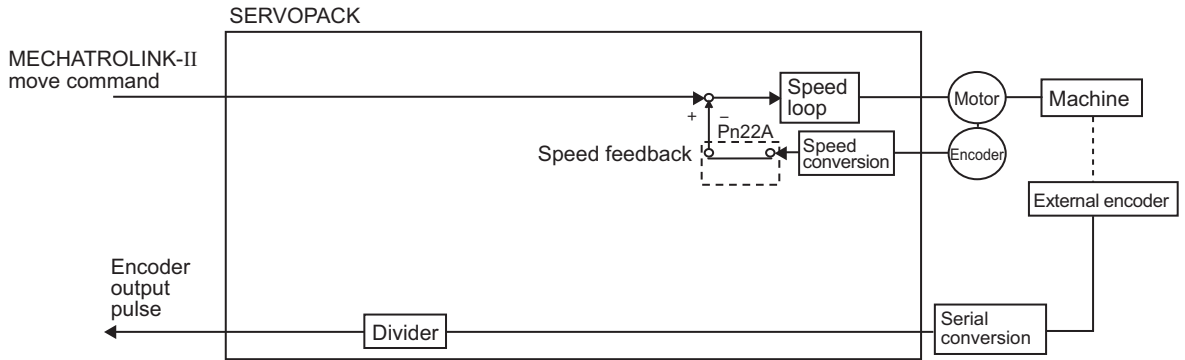 SERVOPACK
MECHATROLINK-II
move command
Speed
loop
Motor
Machine
+
−
Pn22A
Speed feedback
Speed
conversion
Encoder
External encoder
Encoder
output
pulse
Divider
Serial
conversion